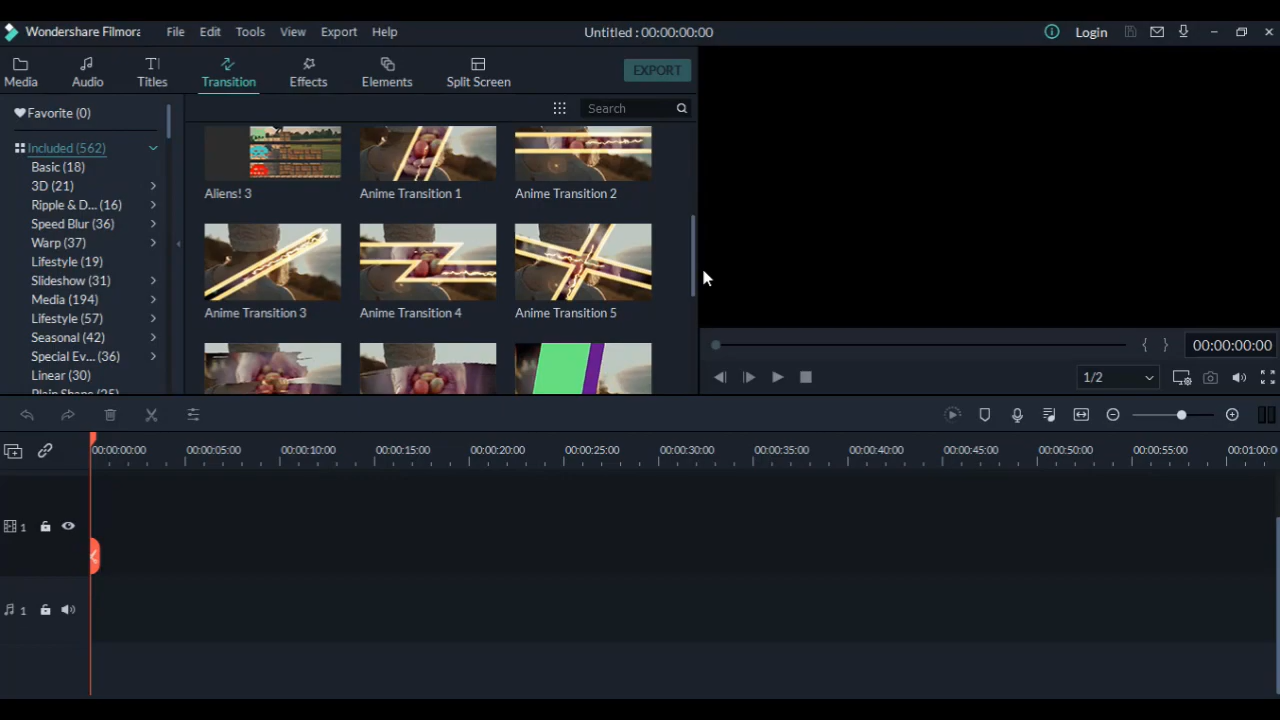 Wondershare Filmora
File Edit Tools View Export Help
Untitled : 00:00:00:00
Login
Media Audio Titles Transition Effects Elements Split Screen
EXPORT
Favorite (0)
Search
Included (562)
Basic (18)
3D (21)
Ripple & D... (16)
Speed Blur (36)
Warp (37)
Lifestyle (19)
Slideshow (31)
Media (194)
Lifestyle (57)
Seasonal (42)
Special Ev... (36)
Linear (30)
Plain Shape (25)
Aliens! 3 Anime Transition 1 Anime Transition 2
Anime Transition 3 Anime Transition 4 Anime Transition 5
{ } 00:00:00:00
1/2
00:00:00:00 00:00:05:00 00:00:10:00 00:00:15:00 00:00:20:00 00:00:25:00 00:00:30:00 00:00:35:00 00:00:40:00 00:00:45:00 00:00:50:00 00:00:55:00 00:01:00:0
1
1